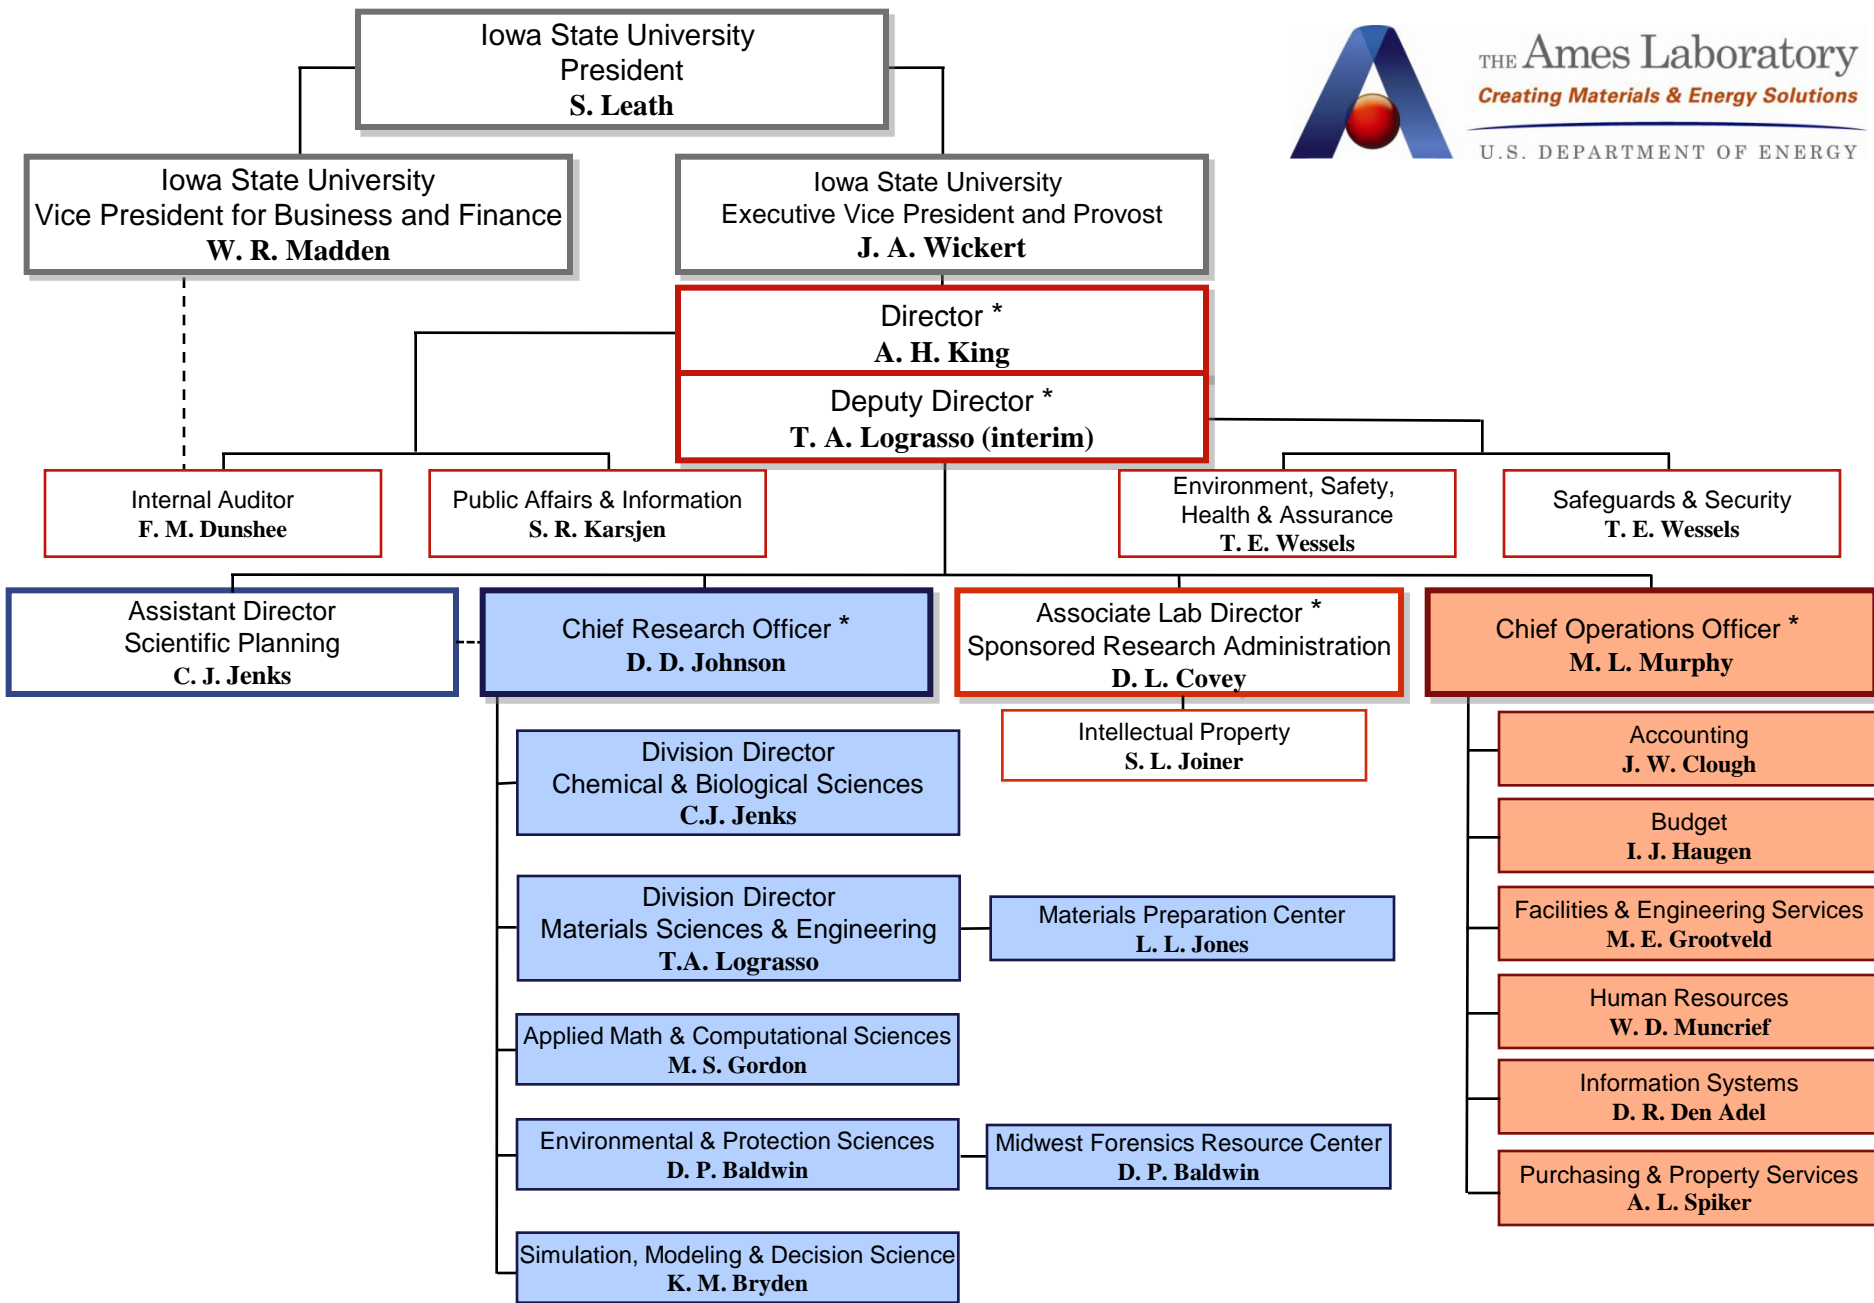 Iowa State University
President
S. Leath
THE Ames Laboratory
Creating Materials & Energy Solutions
U.S. DEPARTMENT OF ENERGY
Iowa State University
Vice President for Business and Finance
W. R. Madden
Iowa State University
Executive Vice President and Provost
J. A. Wickert
Director *
A. H. King
Deputy Director *
T. A. Lograsso (interim)
Internal Auditor
F. M. Dunshee
Public Affairs & Information
S. R. Karsjen
Environment, Safety,
Health & Assurance
T. E. Wessels
Safeguards & Security
T. E. Wessels
Assistant Director
Scientific Planning
C. J. Jenks
Chief Research Officer *
D. D. Johnson
Associate Lab Director *
Sponsored Research Administration
D. L. Covey
Chief Operations Officer *
M. L. Murphy
Intellectual Property
S. L. Joiner
Division Director
Chemical & Biological Sciences
C.J. Jenks
Division Director
Materials Sciences & Engineering
T.A. Lograsso
Materials Preparation Center
L. L. Jones
Applied Math & Computational Sciences
M. S. Gordon
Environmental & Protection Sciences
D. P. Baldwin
Midwest Forensics Resource Center
D. P. Baldwin
Simulation, Modeling & Decision Science
K. M. Bryden
Accounting
J. W. Clough
Budget
I. J. Haugen
Facilities & Engineering Services
M. E. Grootveld
Human Resources
W. D. Muncrief
Information Systems
D. R. Den Adel
Purchasing & Property Services
A. L. Spiker